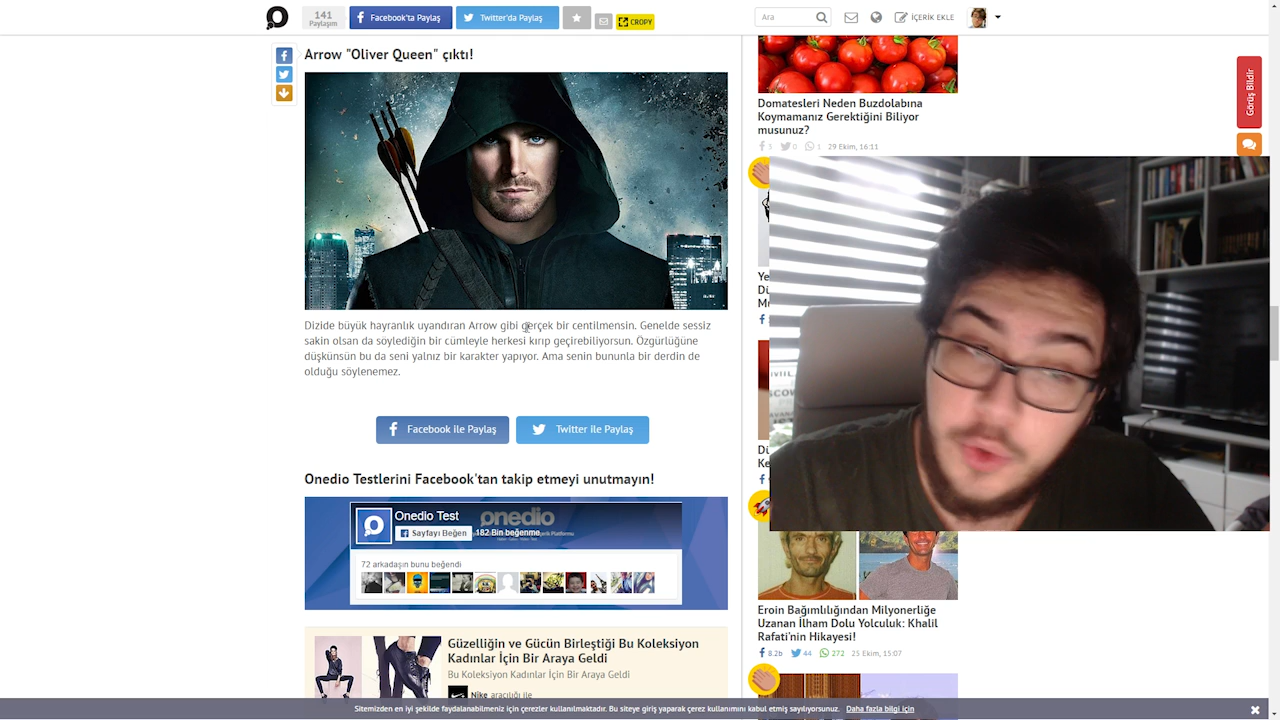 141
Paylaşım
Facebook'ta Paylaş
Twitter'da Paylaş
CROPY
Ara
İÇERİK EKLE
Arrow "Oliver Queen" çıktı!
Dizide büyük hayranlık uyandıran Arrow gibi gerçek bir centilmensin. Genelde sessiz
sakin olsan da söylediğin bir cümleyle herkesi kırıp geçirebiliyorsun. Özgürlüğüne
düşkünsün bu da seni yalnız bir karakter yapıyor. Ama senin bununla bir derdin de
olduğu söylenemez.
Facebook ile Paylaş
Twitter ile Paylaş
Onedio Testlerini Facebook'tan takip etmeyi unutmayın!
Onedio Test
onedio
Sayfayı Beğen
182 Bin beğenme
72 arkadaşın bunu beğendi
Güzelliğin ve Gücün Birleştiği Bu Koleksiyon
Kadınlar İçin Bir Araya Geldi
Bu Koleksiyon Kadınlar İçin Bir Araya Geldi
Nike aracılığı ile
Domatesleri Neden Buzdolabına
Koymamanız Gerektiğini Biliyor
musunuz?
3
0
1
29 Ekim, 16:11
Görüş Bildir
Ye
Dü
Mu
Dü
Ke
Eroin Bağımlılığından Milyonerliğe
Uzanan İlham Dolu Yolculuk: Khalil
Rafati'nin Hikayesi!
8.2b
44
272
25 Ekim, 15:07
Sitemizden en iyi şekilde faydalanabilmeniz için çerezler kullanılmaktadır. Bu siteye giriş yaparak çerez kullanımını kabul etmiş sayılıyorsunuz. Daha fazla bilgi için